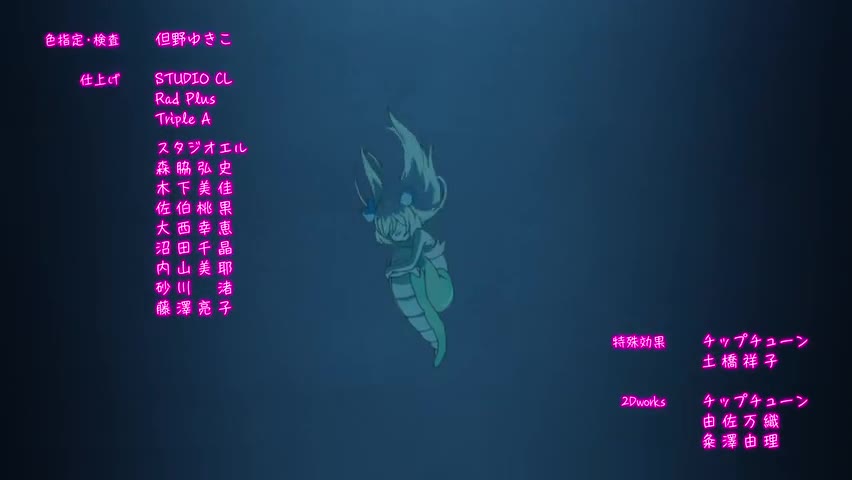 色指定・検査 但野ゆきこ
仕上げ STUDIO CL
Rad Plus
Triple A
スタジオエル
森脇弘史
木下美佳
佐伯桃果
大西幸恵
沼田千晶
内山美耶
砂川 渚
藤澤亮子
特殊効果 チップチューン
土橋祥子
2Dworks チップチューン
由佐万織
粂澤由理